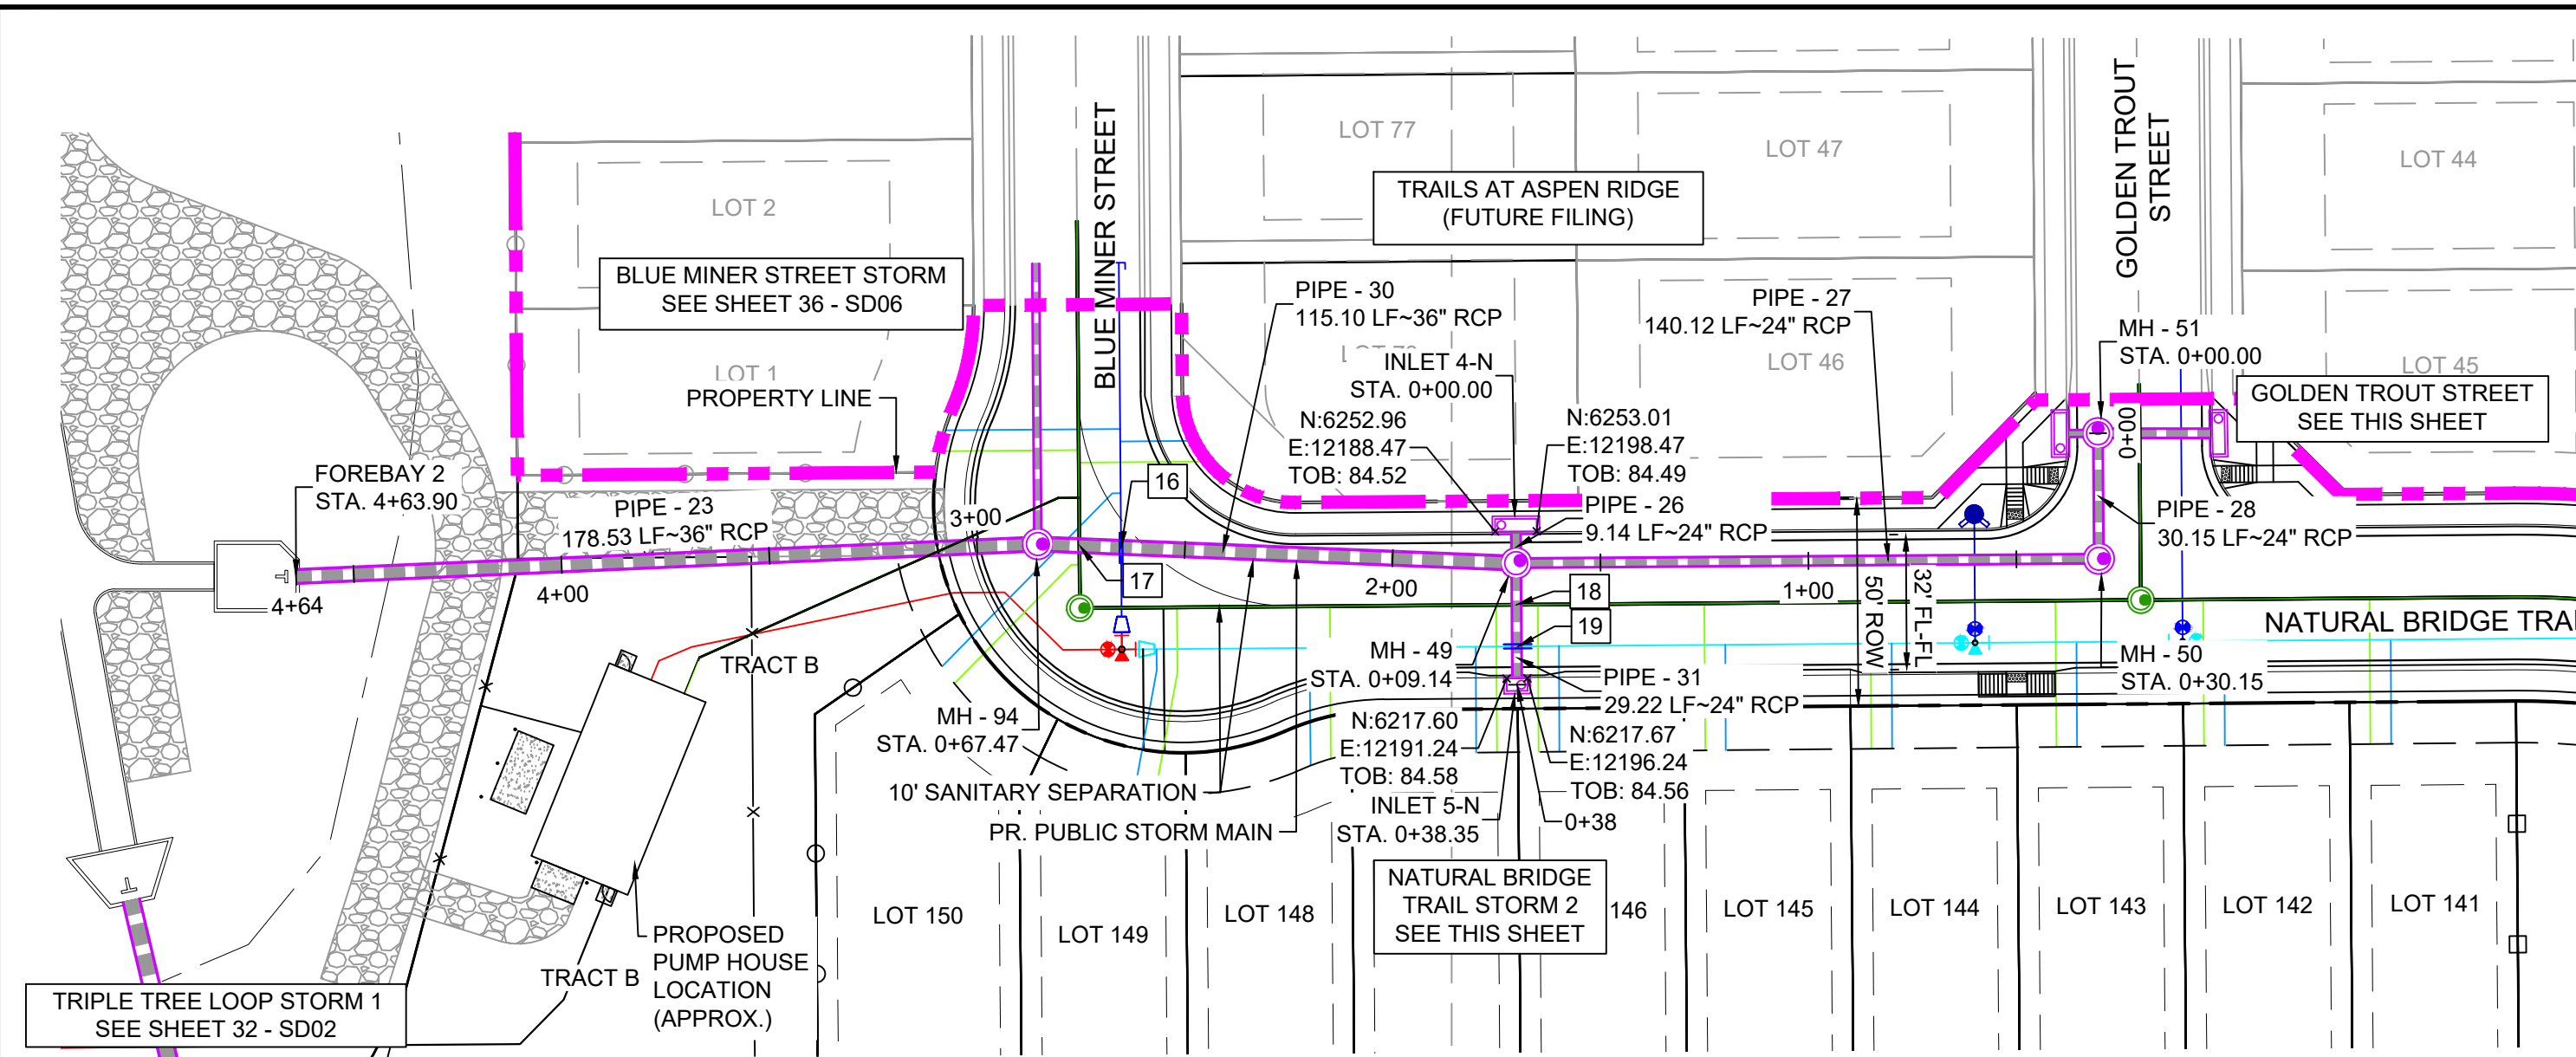 BLUE MINER STREET
GOLDEN TROUT
STREET
LOT 77
LOT 47
LOT 44
LOT 2
TRAILS AT ASPEN RIDGE
(FUTURE FILING)
BLUE MINER STREET STORM
SEE SHEET 36 - SD06
PIPE - 30
115.10 LF~36" RCP
PIPE - 27
140.12 LF~24" RCP
MH - 51
STA. 0+00.00
LOT 1
LOT 46
LOT 45
INLET 4-N
STA. 0+00.00
PROPERTY LINE
GOLDEN TROUT STREET
SEE THIS SHEET
N:6252.96
E:12188.47
TOB: 84.52
N:6253.01
E:12198.47
TOB: 84.49
0+00
FOREBAY 2
STA. 4+63.90
16
PIPE - 23
178.53 LF~36" RCP
3+00
PIPE - 26
9.14 LF~24" RCP
PIPE - 28
30.15 LF~24" RCP
4+64
4+00
17
2+00
18
1+00
19
50' ROW
32' FL-FL
NATURAL BRIDGE TRAI
TRACT B
MH - 49
STA. 0+09.14
MH - 50
STA. 0+30.15
PIPE - 31
29.22 LF~24" RCP
MH - 94
STA. 0+67.47
N:6217.60
E:12191.24
TOB: 84.58
N:6217.67
E:12196.24
TOB: 84.56
10' SANITARY SEPARATION
INLET 5-N
STA. 0+38.35
0+38
PR. PUBLIC STORM MAIN
NATURAL BRIDGE
TRAIL STORM 2
SEE THIS SHEET
LOT 150
LOT 149
LOT 148
146
LOT 145
LOT 144
LOT 143
LOT 142
LOT 141
PROPOSED
PUMP HOUSE
LOCATION
(APPROX.)
TRACT B
TRIPLE TREE LOOP STORM 1
SEE SHEET 32 - SD02